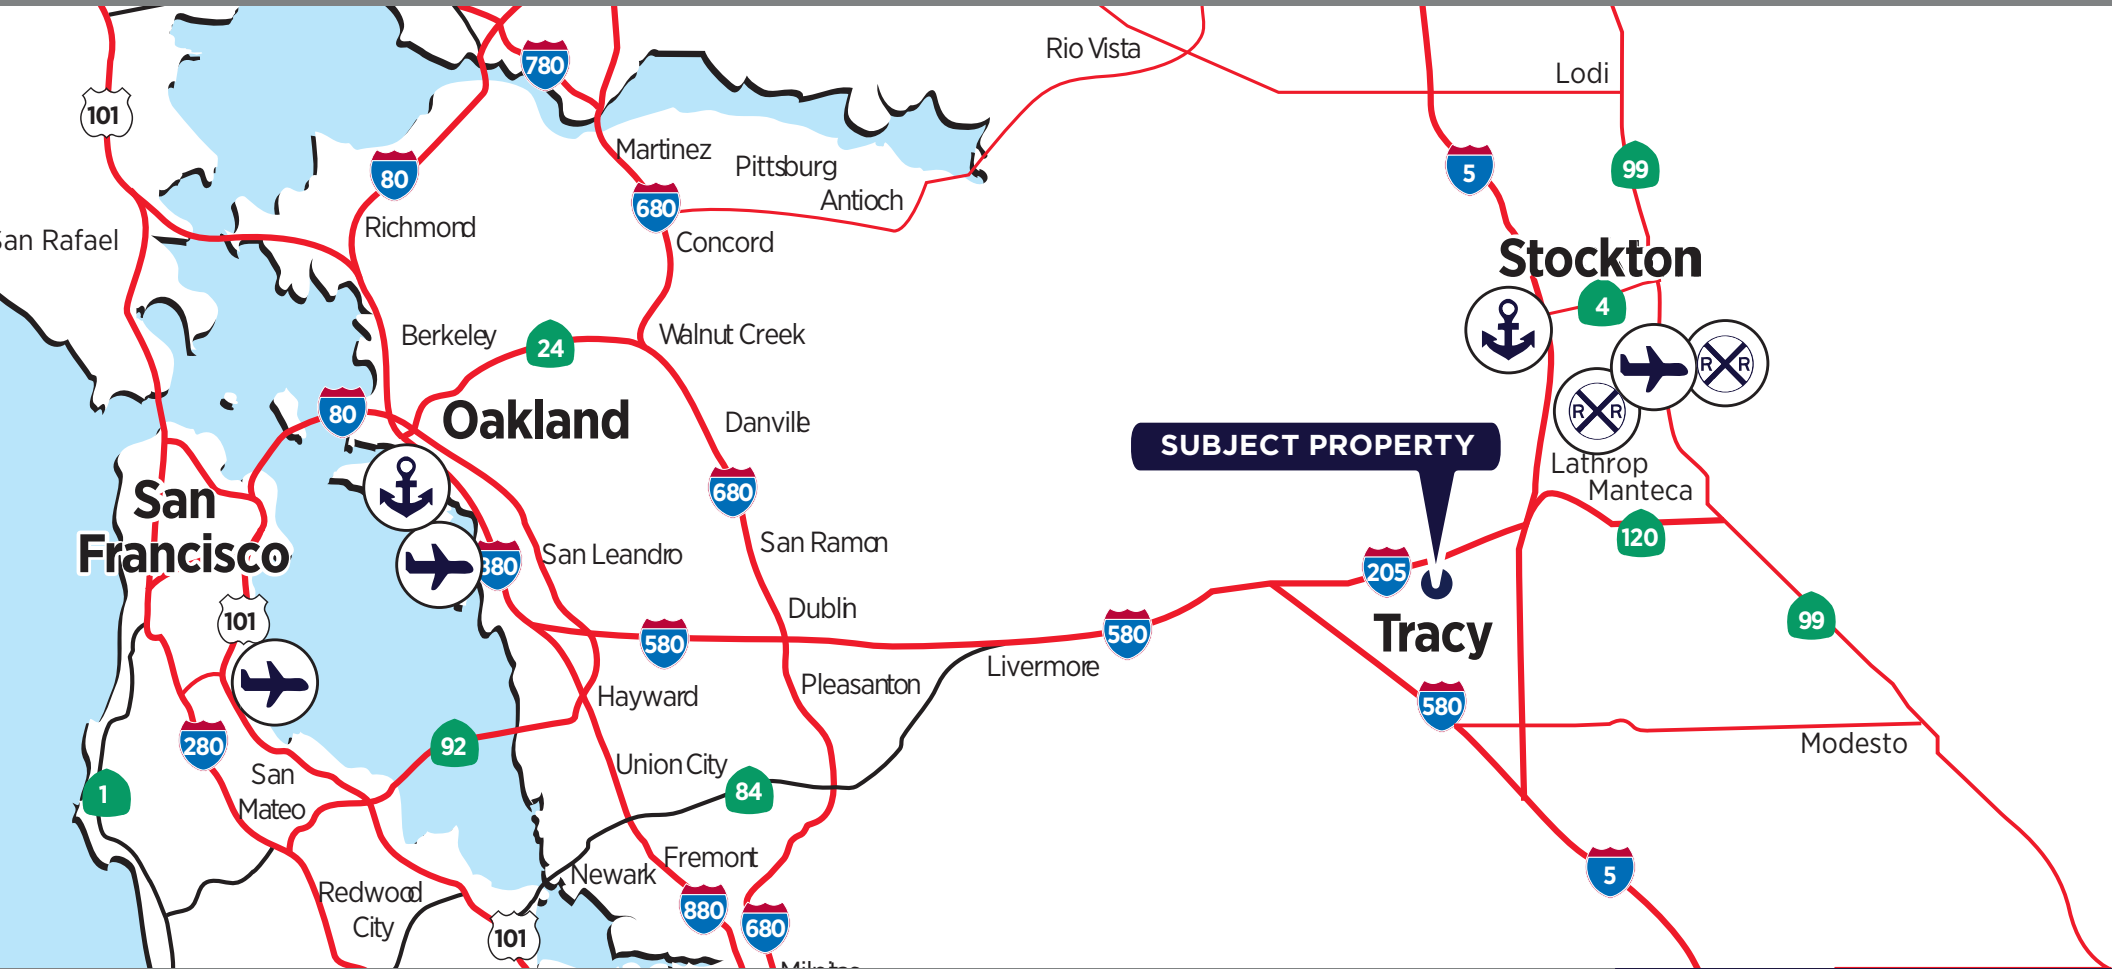 Rio Vista
Lodi
780
101
80
Martinez
Pittsburg
Antioch
5
99
680
Richmond
San Rafael
Concord
Stockton
4
Berkeley
24
Walnut Creek
R R
R R
80
Oakland
Danville
SUBJECT PROPERTY
Lathrop
Manteca
San
Francisco
680
San Ramon
120
San Leandro
880
205
Dublin
101
580
580
Tracy
99
Livermore
Pleasanton
Hayward
580
280
92
Modesto
Union City
San
Mateo
1
84
Fremont
Newark
5
Redwood
City
880
680
101
Milpitas